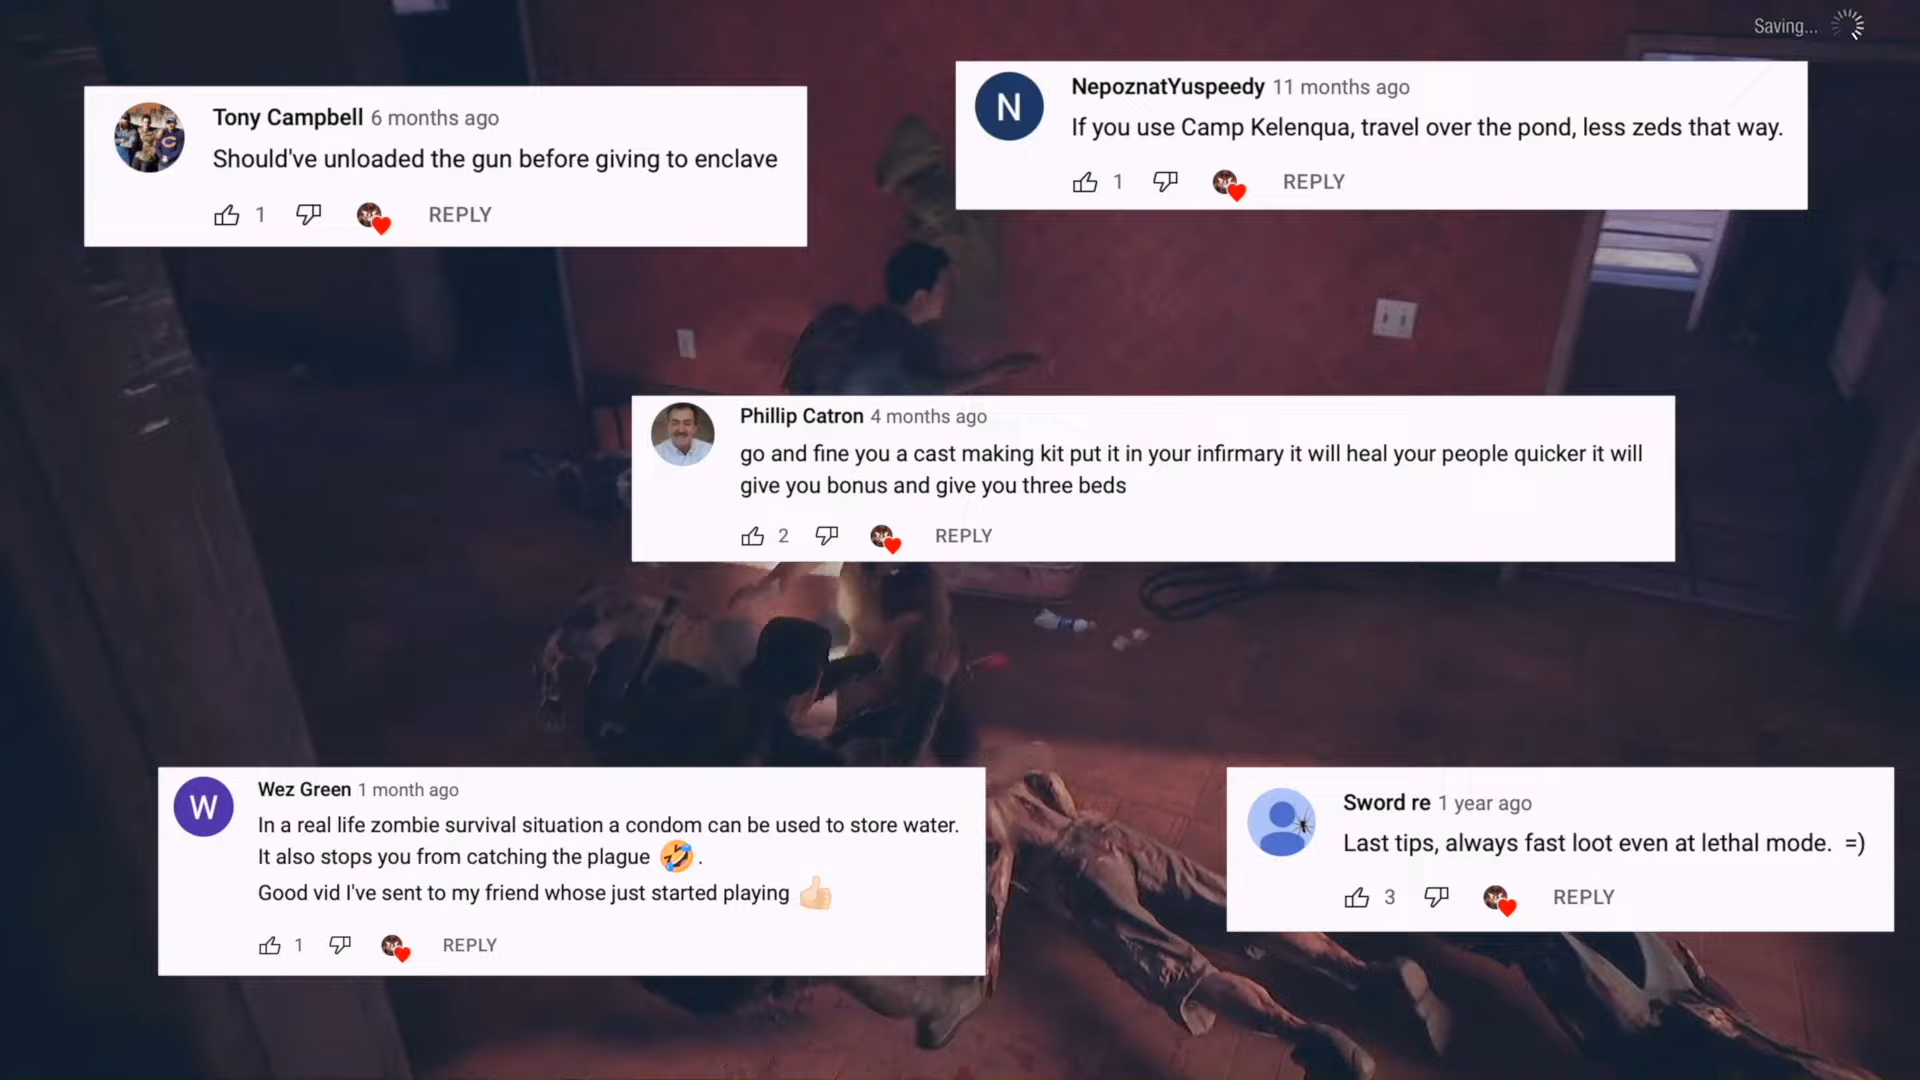 Saving...
Tony Campbell 6 months ago
Should've unloaded the gun before giving to enclave
1 REPLY
N
NepoznatYuspeedy 11 months ago
If you use Camp Kelenqua, travel over the pond, less zeds that way.
1 REPLY
Phillip Catron 4 months ago
go and fine you a cast making kit put it in your infirmary it will heal your people quicker it will
give you bonus and give you three beds
2 REPLY
W
Wez Green 1 month ago
In a real life zombie survival situation a condom can be used to store water.
It also stops you from catching the plague 🤣 .
Good vid I've sent to my friend whose just started playing 👍🏻
1 REPLY
Sword re 1 year ago
Last tips, always fast loot even at lethal mode. =)
3 REPLY